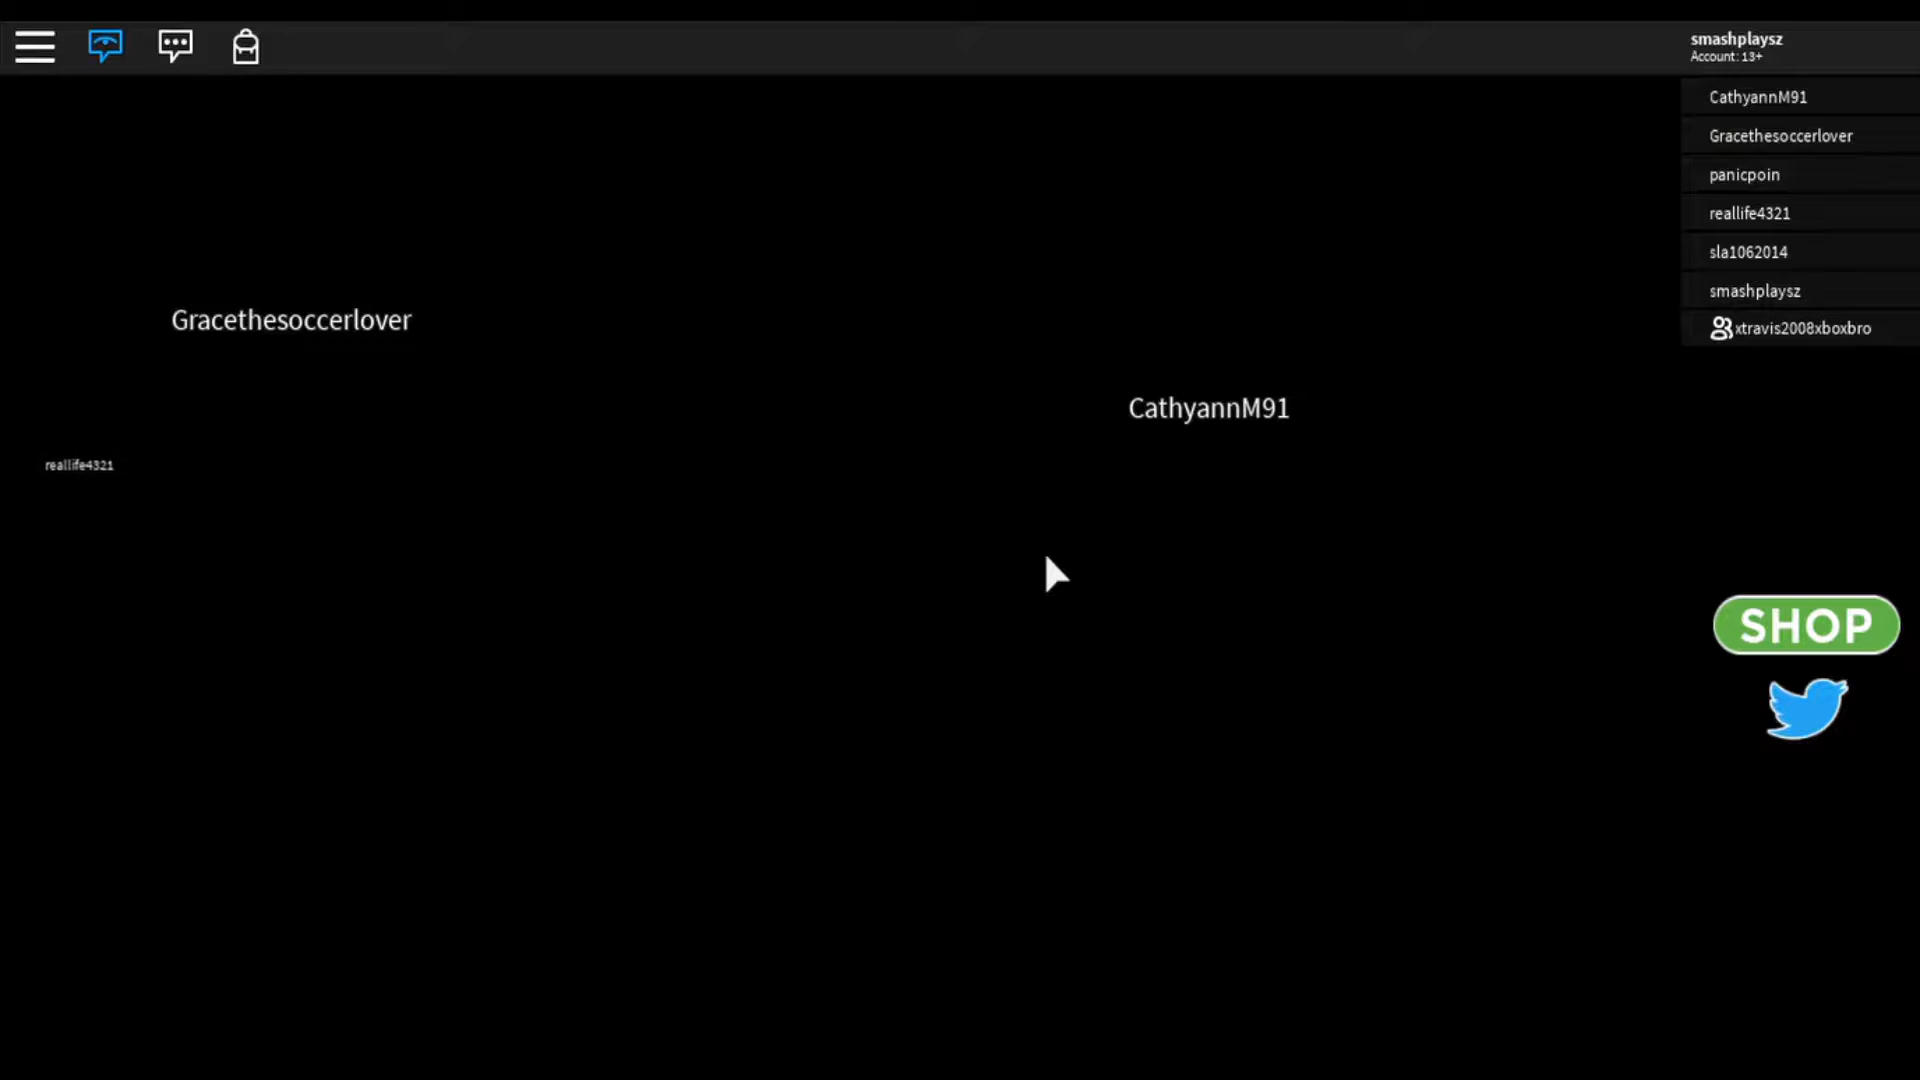 smashplaysz
Account: 13+
CathyannM91
Gracethesoccerlover
panicpoin
reallife4321
sla1062014
smashplaysz
xtravis2008xboxbro
Gracethesoccerlover
CathyannM91
reallife4321
SHOP